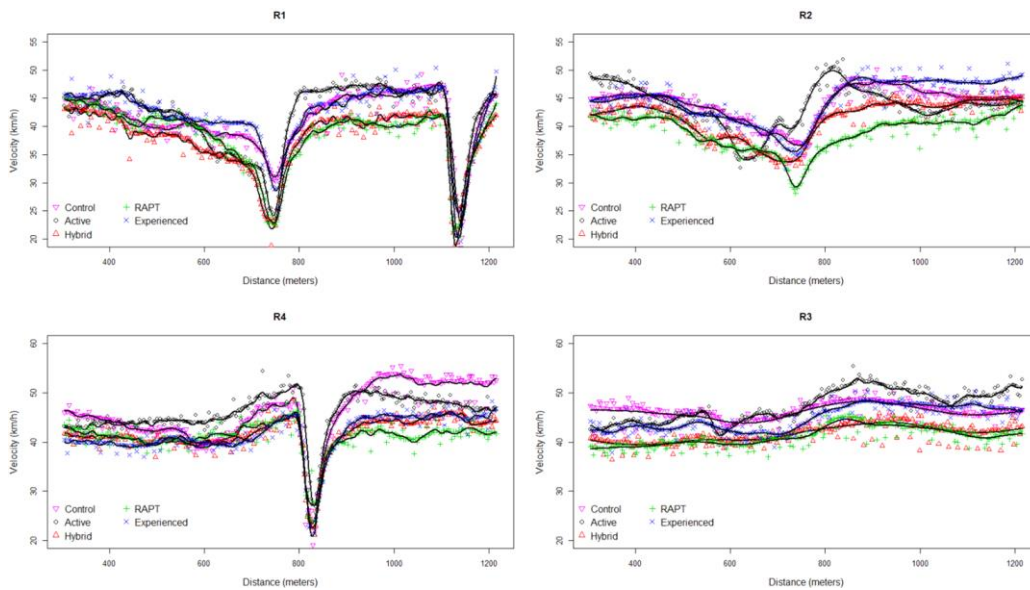 R1
Velocity (km/h)
55
50
45
40
35
30
25
20
Control
RAPT
Active
Experienced
Hybrid
400
600
800
1000
1200
Distance (meters)
R2
Velocity (km/h)
55
50
45
40
35
30
25
20
Control
RAPT
Active
Experienced
Hybrid
400
600
800
1000
1200
Distance (meters)
R4
Velocity (km/h)
60
50
40
30
20
Control
RAPT
Active
Experienced
Hybrid
400
600
800
1000
1200
Distance (meters)
R3
Velocity (km/h)
60
50
40
30
20
Control
RAPT
Active
Experienced
Hybrid
400
600
800
1000
1200
Distance (meters)